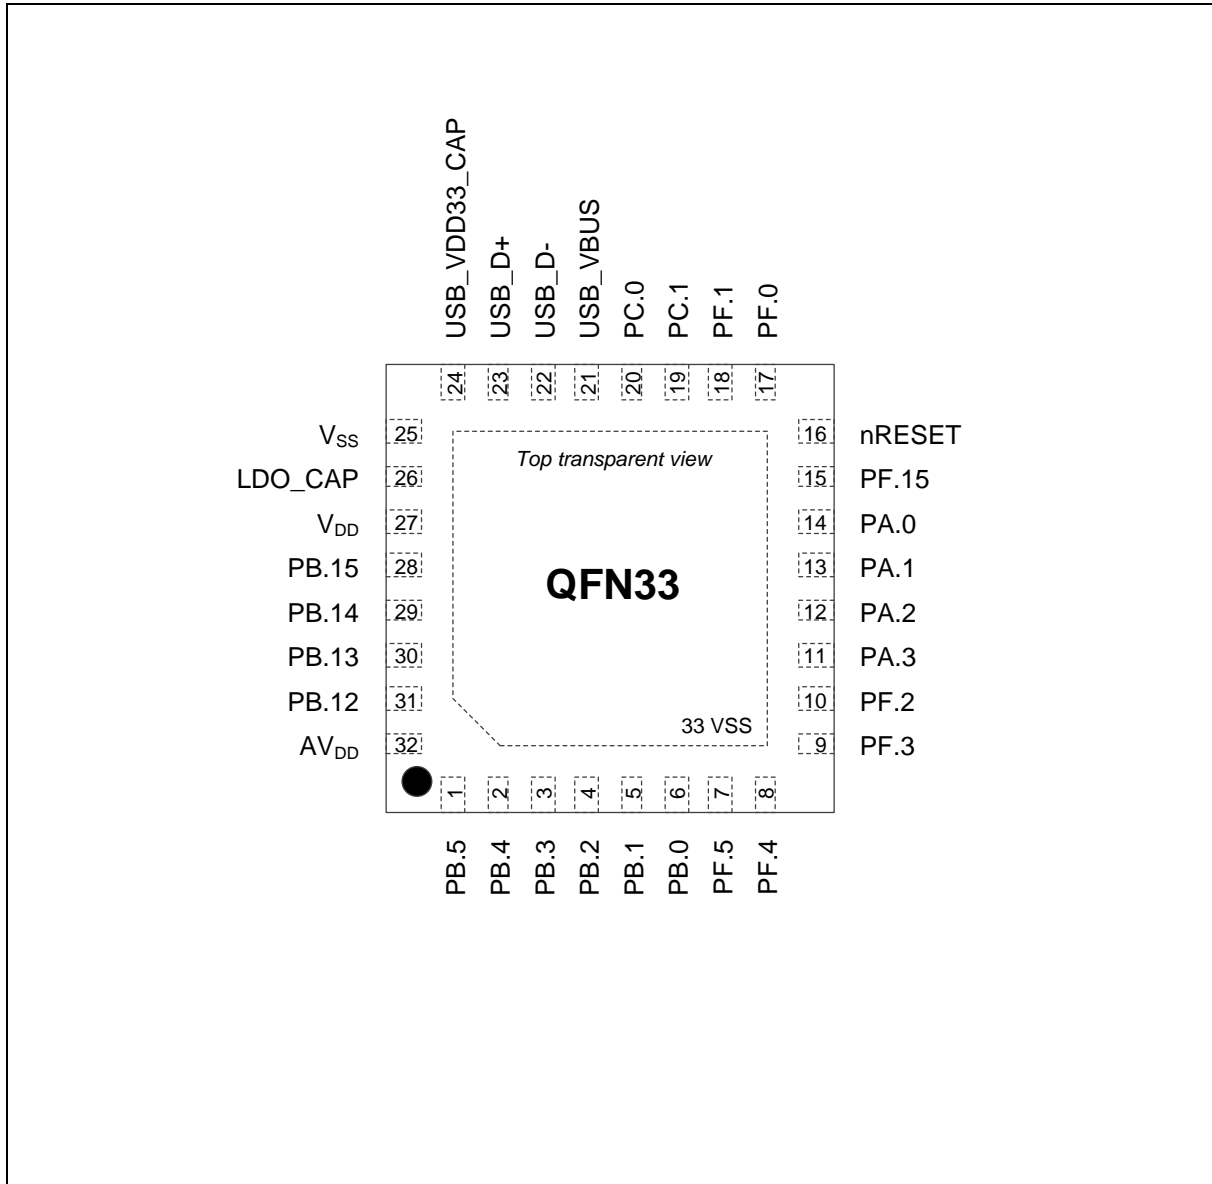 USB_VDD33_CAP
USB_D+
USB_D-
USB_VBUS
PC.0
PC.1
PF.1
PF.0
24 23 22 21 20 19 18 17
VSS 25
LDO_CAP 26
VDD 27
PB.15 28
PB.14 29
PB.13 30
PB.12 31
AVDD 32
Top transparent view
QFN33
33 VSS
16 nRESET
15 PF.15
14 PA.0
13 PA.1
12 PA.2
11 PA.3
10 PF.2
9 PF.3
1 2 3 4 5 6 7 8
PB.5
PB.4
PB.3
PB.2
PB.1
PB.0
PF.5
PF.4